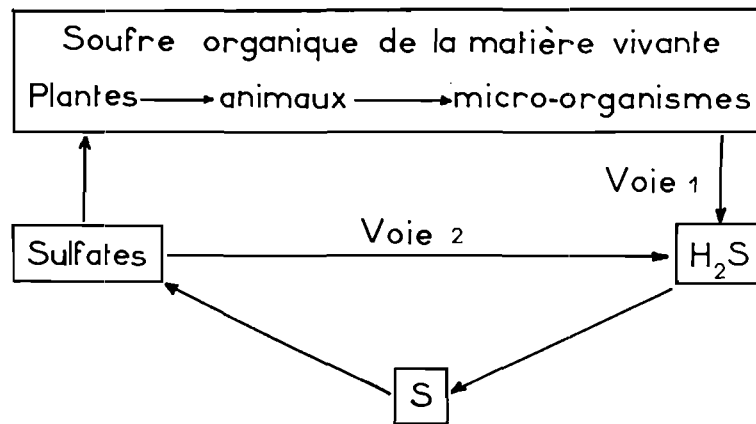 Soufre organique de la matière vivante
Plantes animaux micro-organismes
Voie 1
Sulfates Voie 2 H₂S
S